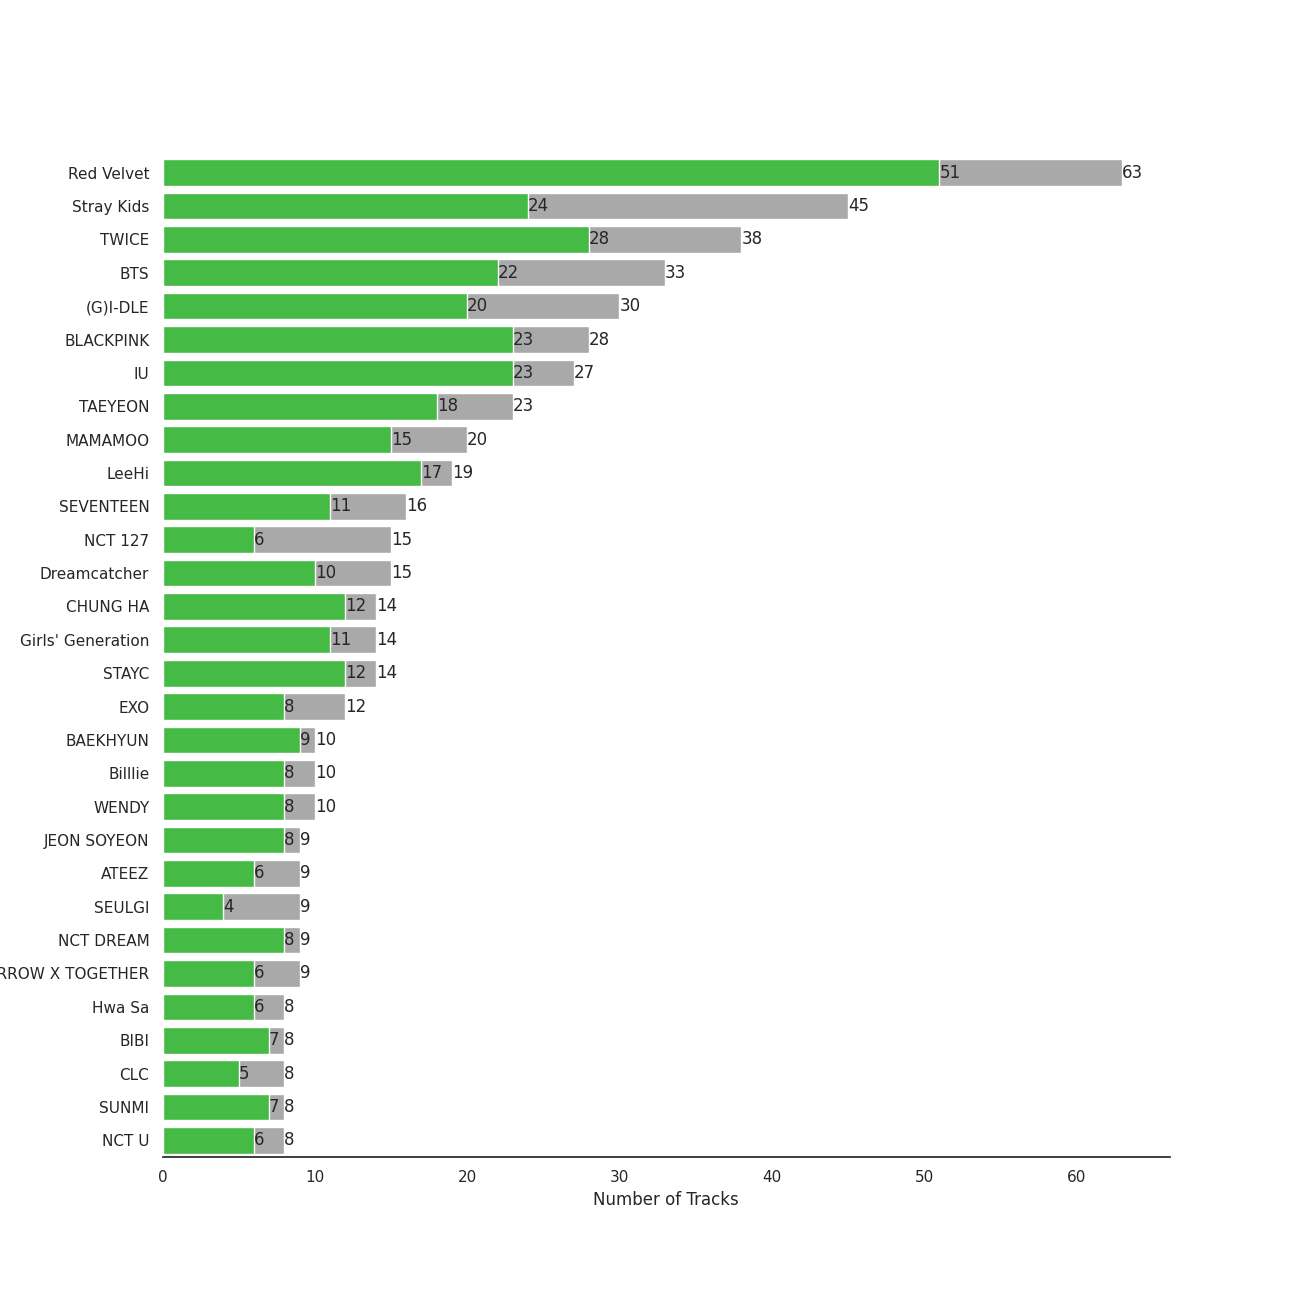 Red Velvet 51 63
Stray Kids 24 45
TWICE 28 38
BTS 22 33
(G)I-DLE 20 30
BLACKPINK 23 28
IU 23 27
TAEYEON 18 23
MAMAMOO 15 20
LeeHi 17 19
SEVENTEEN 11 16
NCT 127 6 15
Dreamcatcher 10 15
CHUNG HA 12 14
Girls' Generation 11 14
STAYC 12 14
EXO 8 12
BAEKHYUN 9 10
Billlie 8 10
WENDY 8 10
JEON SOYEON 8 9
ATEEZ 6 9
SEULGI 4 9
NCT DREAM 8 9
RROW X TOGETHER 6 9
Hwa Sa 6 8
BIBI 7 8
CLC 5 8
SUNMI 7 8
NCT U 6 8
0 10 20 30 40 50 60
Number of Tracks